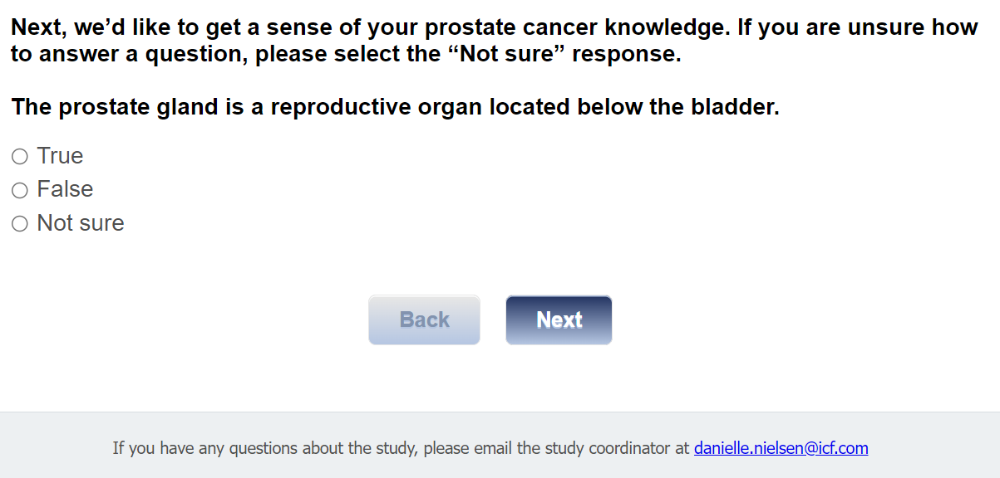 Next, we’d like to get a sense of your prostate cancer knowledge. If you are unsure how
to answer a question, please select the “Not sure” response.
The prostate gland is a reproductive organ located below the bladder.
True
False
Not sure
Back
Next
If you have any questions about the study, please email the study coordinator at danielle.nielsen@icf.com